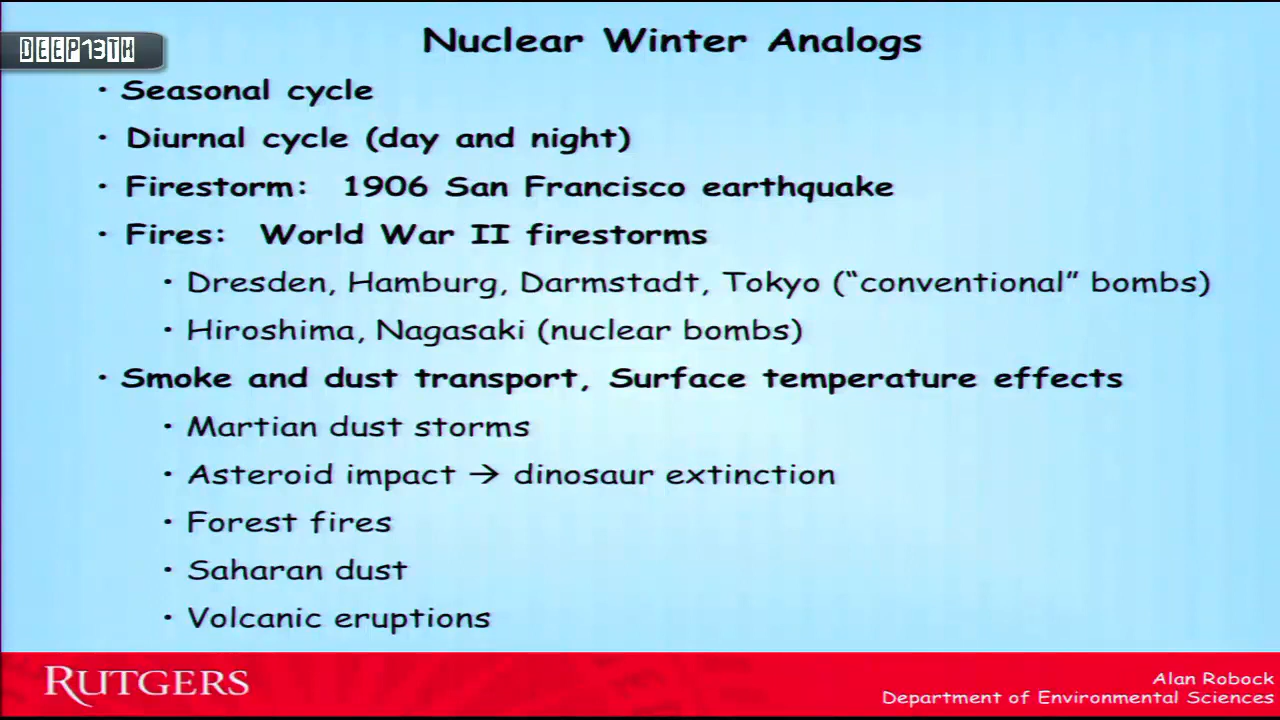 Nuclear Winter Analogs
DEEP13TH
· Seasonal cycle
· Diurnal cycle (day and night)
· Firestorm: 1906 San Francisco earthquake
· Fires: World War II firestorms
· Dresden, Hamburg, Darmstadt, Tokyo (“conventional” bombs)
· Hiroshima, Nagasaki (nuclear bombs)
· Smoke and dust transport, Surface temperature effects
· Martian dust storms
· Asteroid impact → dinosaur extinction
· Forest fires
· Saharan dust
· Volcanic eruptions
RUTGERS
Alan Robock
Department of Environmental Sciences